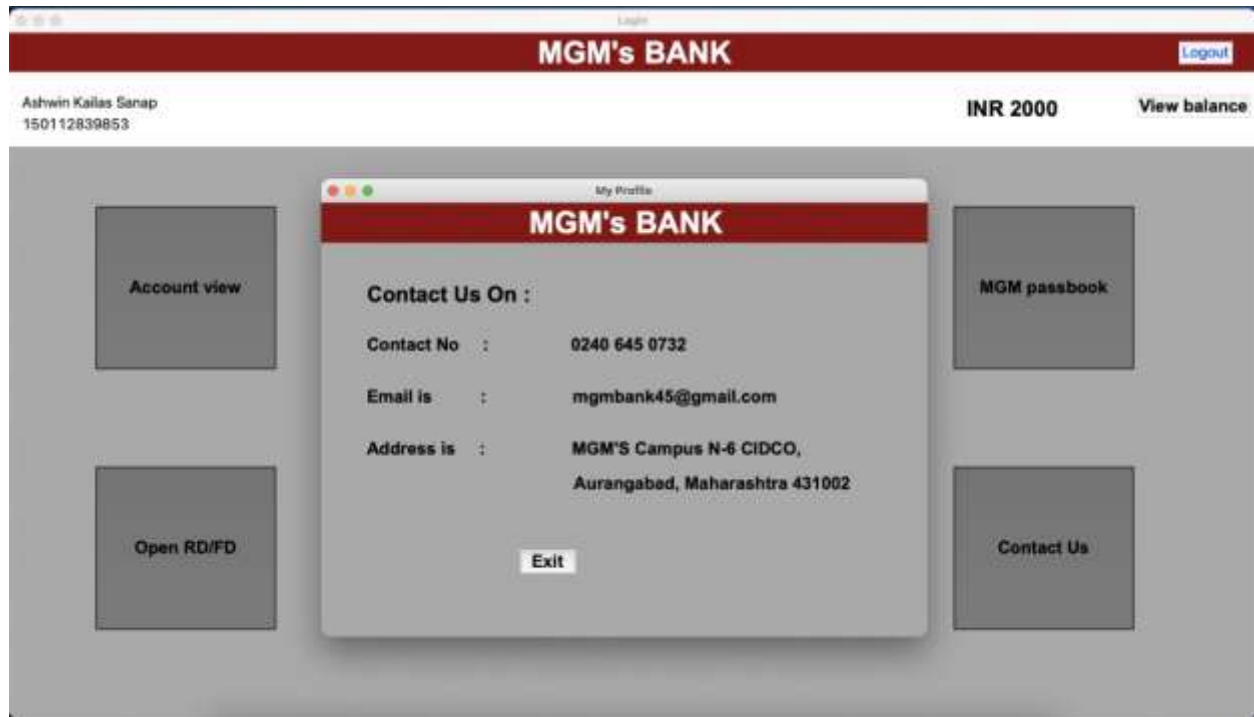 Login
MGM's BANK
Logout
Ashwin Kailas Sanap
150112839853
INR 2000
View balance
My Profile
MGM's BANK
Account view
MGM passbook
Contact Us On :
Contact No : 0240 645 0732
Email is : mgmbank45@gmail.com
Address is : MGM'S Campus N-6 CIDCO,
Aurangabad, Maharashtra 431002
Open RD/FD
Contact Us
Exit